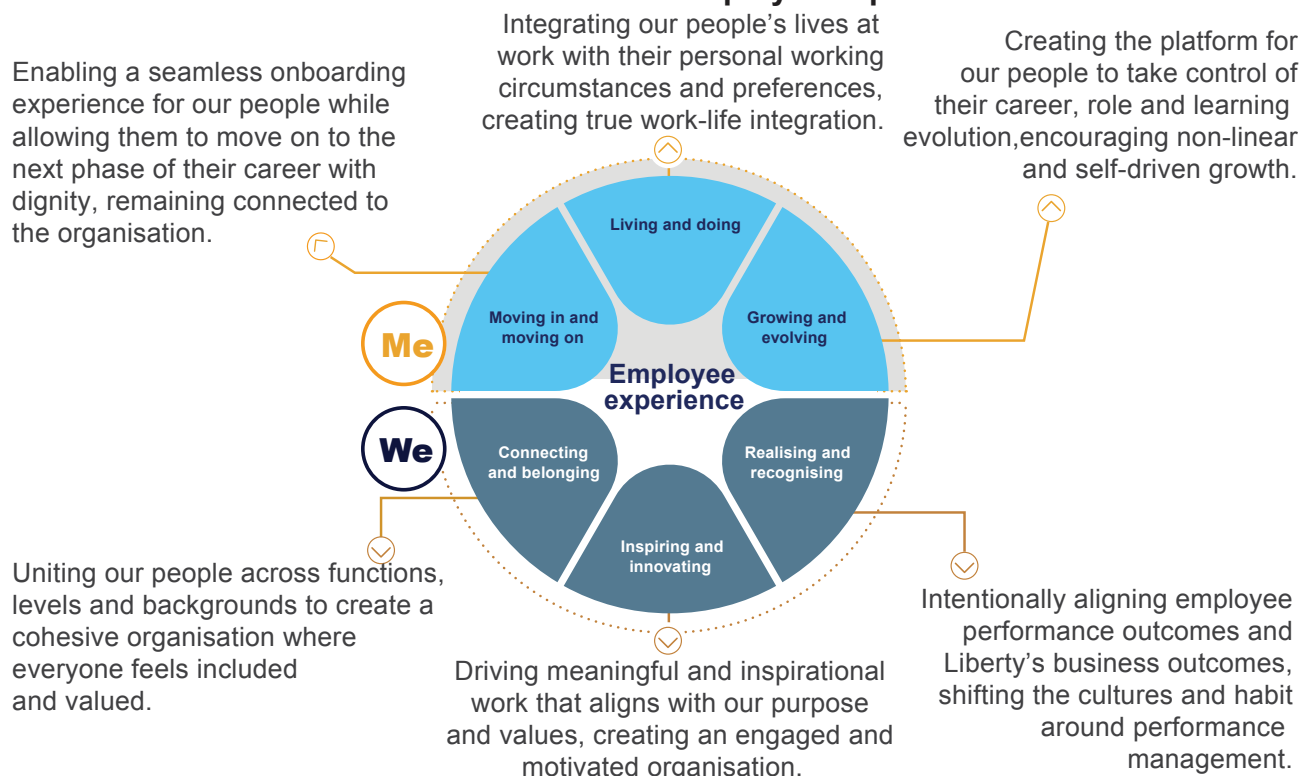 Integrating our people’s lives at
work with their personal working
circumstances and preferences,
creating true work-life integration.
Enabling a seamless onboarding
experience for our people while
allowing them to move on to the
next phase of their career with
dignity, remaining connected to
the organisation.
Creating the platform for
our people to take control of
their career, role and learning
evolution,encouraging non-linear
and self-driven growth.
Living and doing
Moving in and
moving on
Growing and
evolving
Me
Employee
experience
We
Connecting
and belonging
Realising and
recognising
Inspiring and
innovating
Uniting our people across functions,
levels and backgrounds to create a
cohesive organisation where
everyone feels included
and valued.
Driving meaningful and inspirational
work that aligns with our purpose
and values, creating an engaged and
motivated organisation.
Intentionally aligning employee
performance outcomes and
Liberty’s business outcomes,
shifting the cultures and habit
around performance
management.